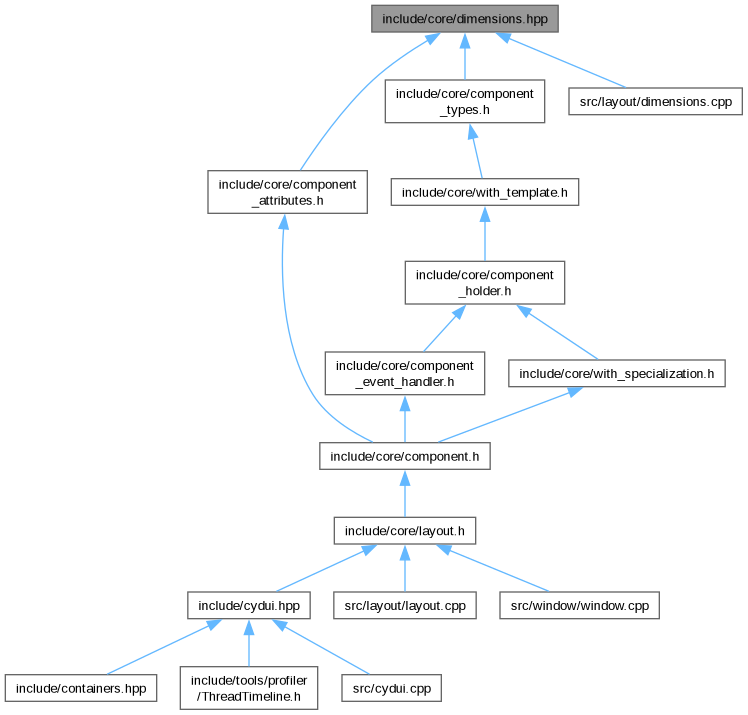 include/core/dimensions.hpp
include/core/component
_types.h
src/layout/dimensions.cpp
include/core/component
_attributes.h
include/core/with_template.h
include/core/component
_holder.h
include/core/component
_event_handler.h
include/core/with_specialization.h
include/core/component.h
include/core/layout.h
include/cydui.hpp
src/layout/layout.cpp
src/window/window.cpp
include/containers.hpp
include/tools/profiler
/ThreadTimeline.h
src/cydui.cpp